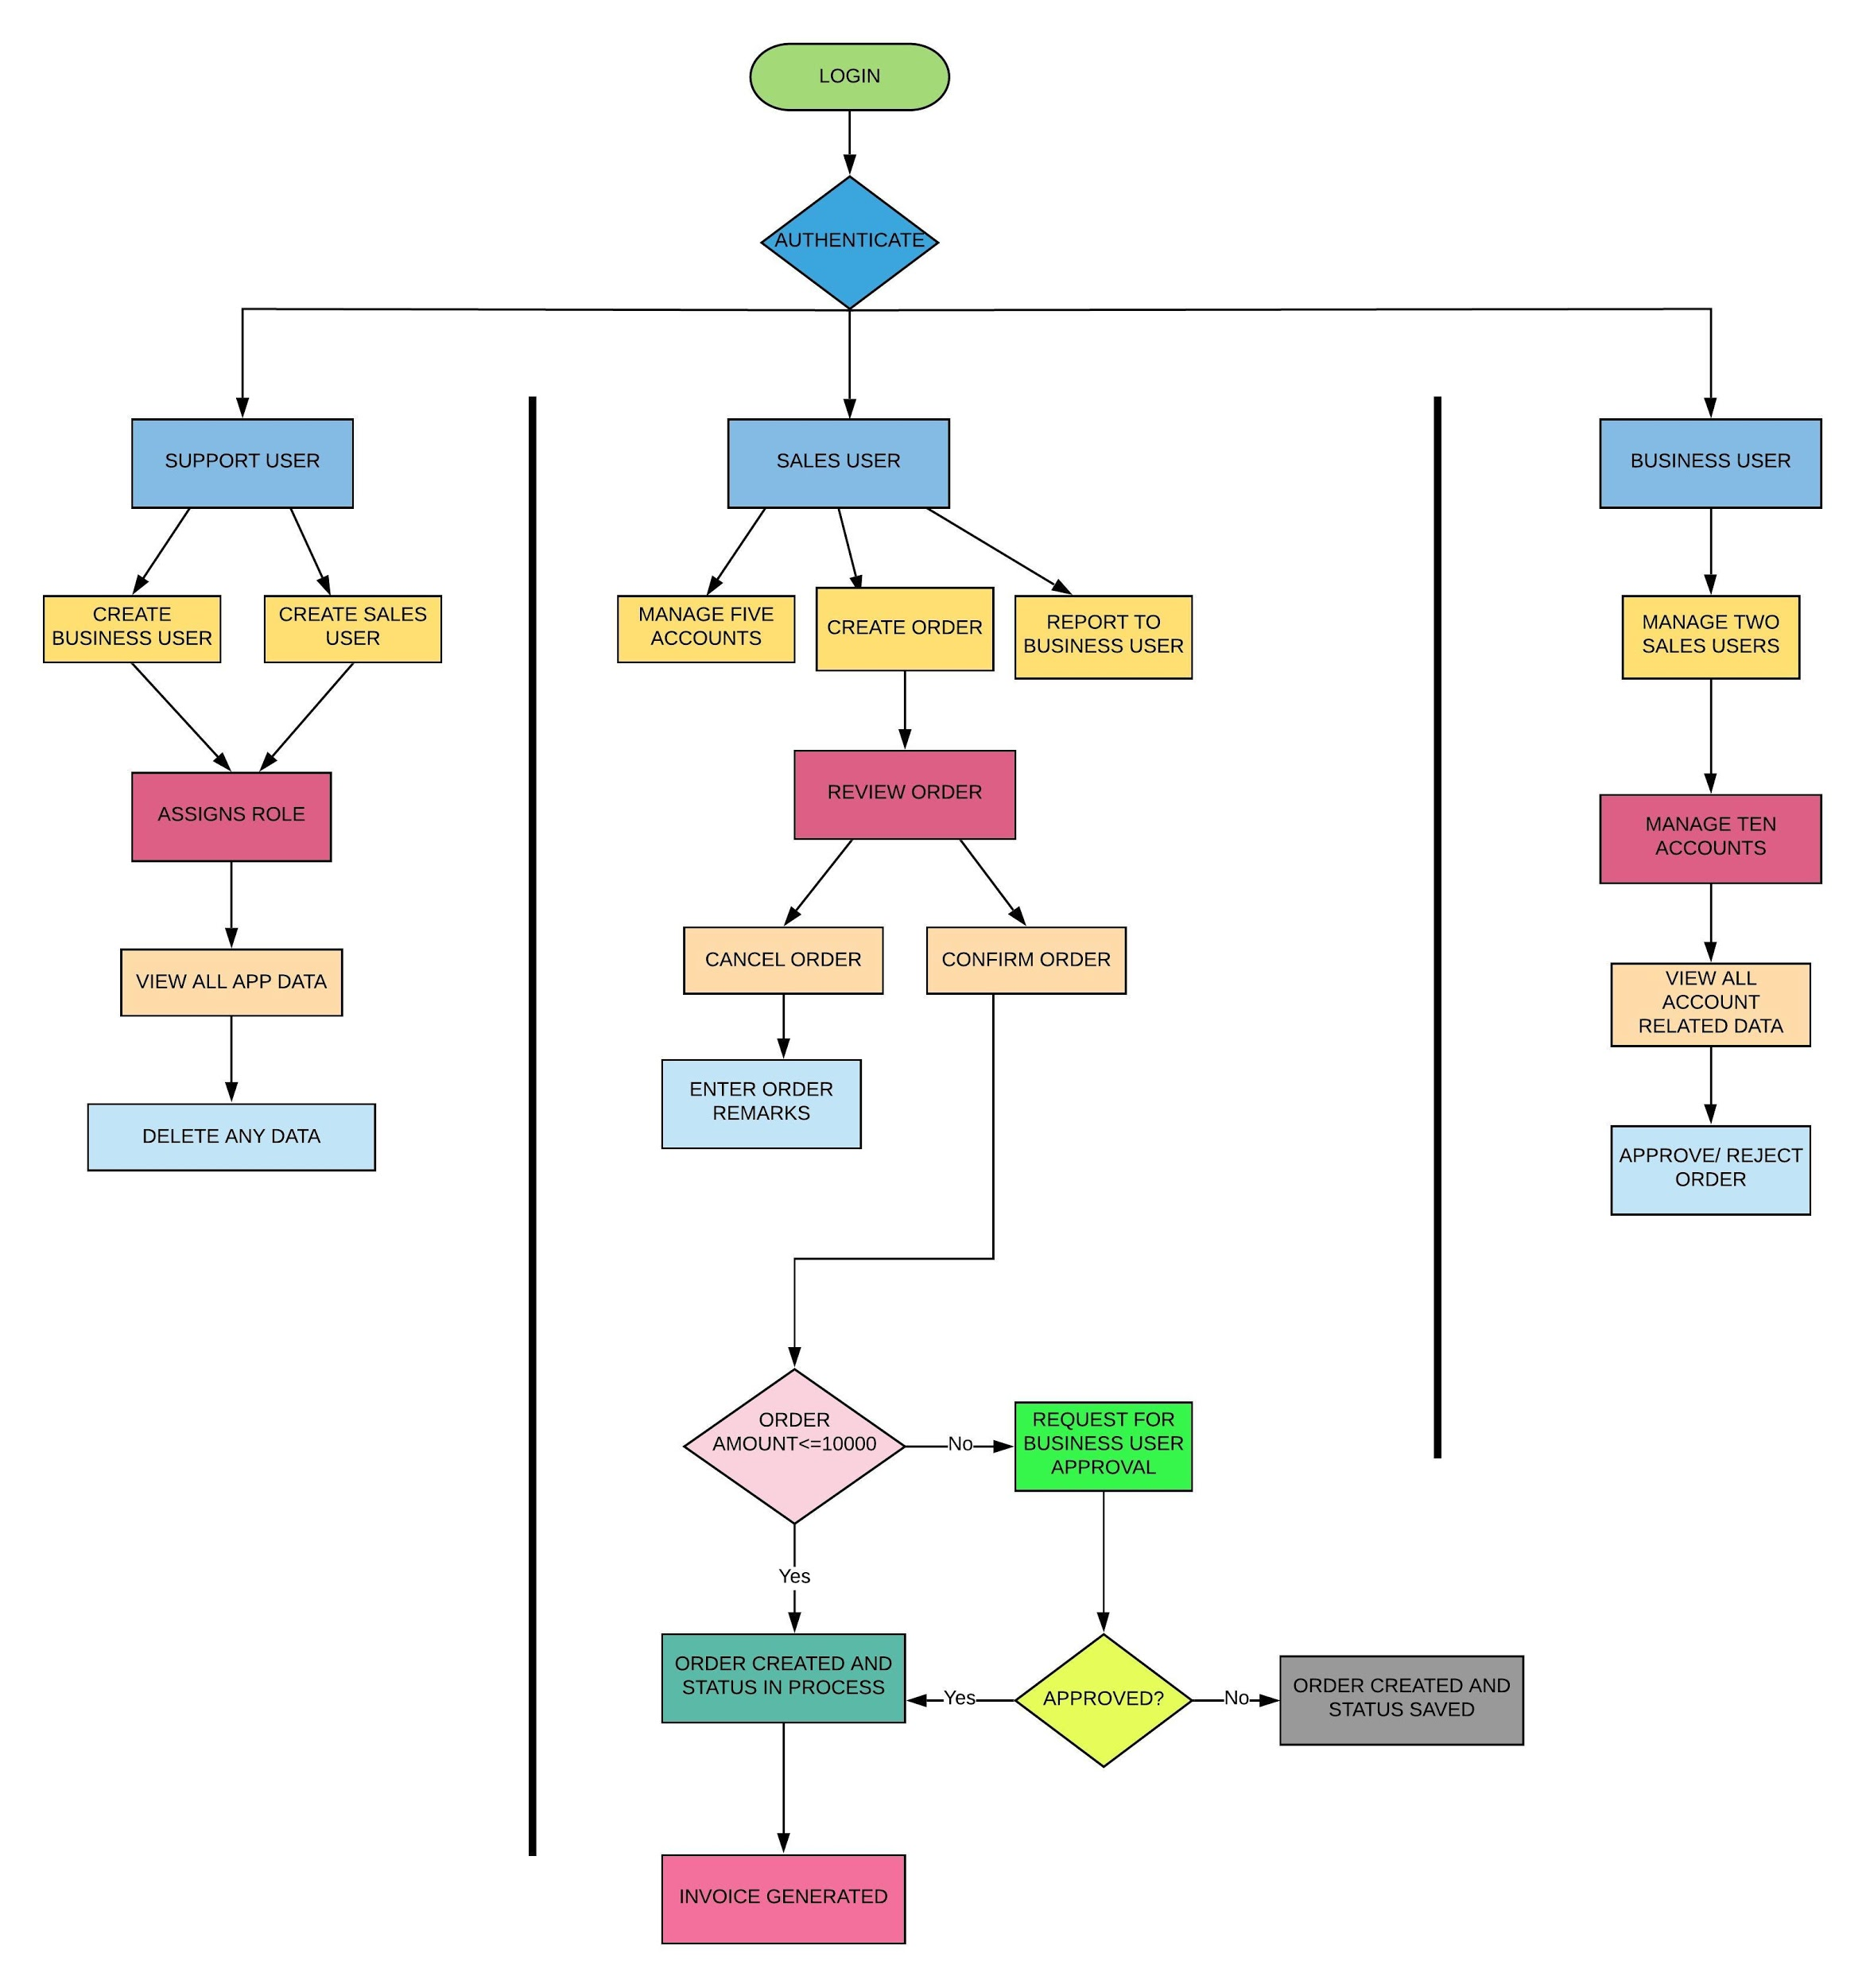 LOGIN
AUTHENTICATE
SUPPORT USER
SALES USER
BUSINESS USER
CREATE
BUSINESS USER
CREATE SALES
USER
MANAGE FIVE
ACCOUNTS
CREATE ORDER
REPORT TO
BUSINESS USER
MANAGE TWO
SALES USERS
ASSIGNS ROLE
REVIEW ORDER
MANAGE TEN
ACCOUNTS
VIEW ALL APP DATA
CANCEL ORDER
CONFIRM ORDER
VIEW ALL
ACCOUNT
RELATED DATA
DELETE ANY DATA
ENTER ORDER
REMARKS
APPROVE/ REJECT
ORDER
ORDER
AMOUNT<=10000
No
REQUEST FOR
BUSINESS USER
APPROVAL
Yes
ORDER CREATED AND
STATUS IN PROCESS
Yes
APPROVED?
No
ORDER CREATED AND
STATUS SAVED
INVOICE GENERATED